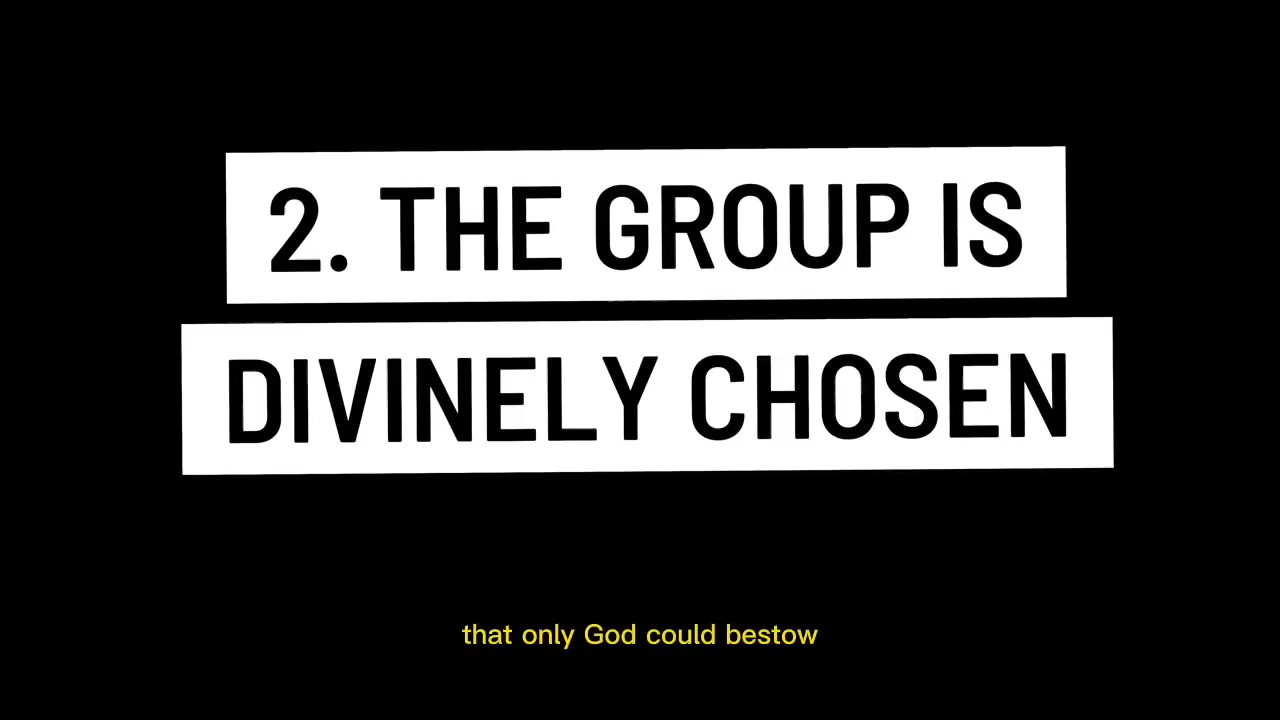 2. THE GROUP IS
DIVINELY CHOSEN
that only God could bestow